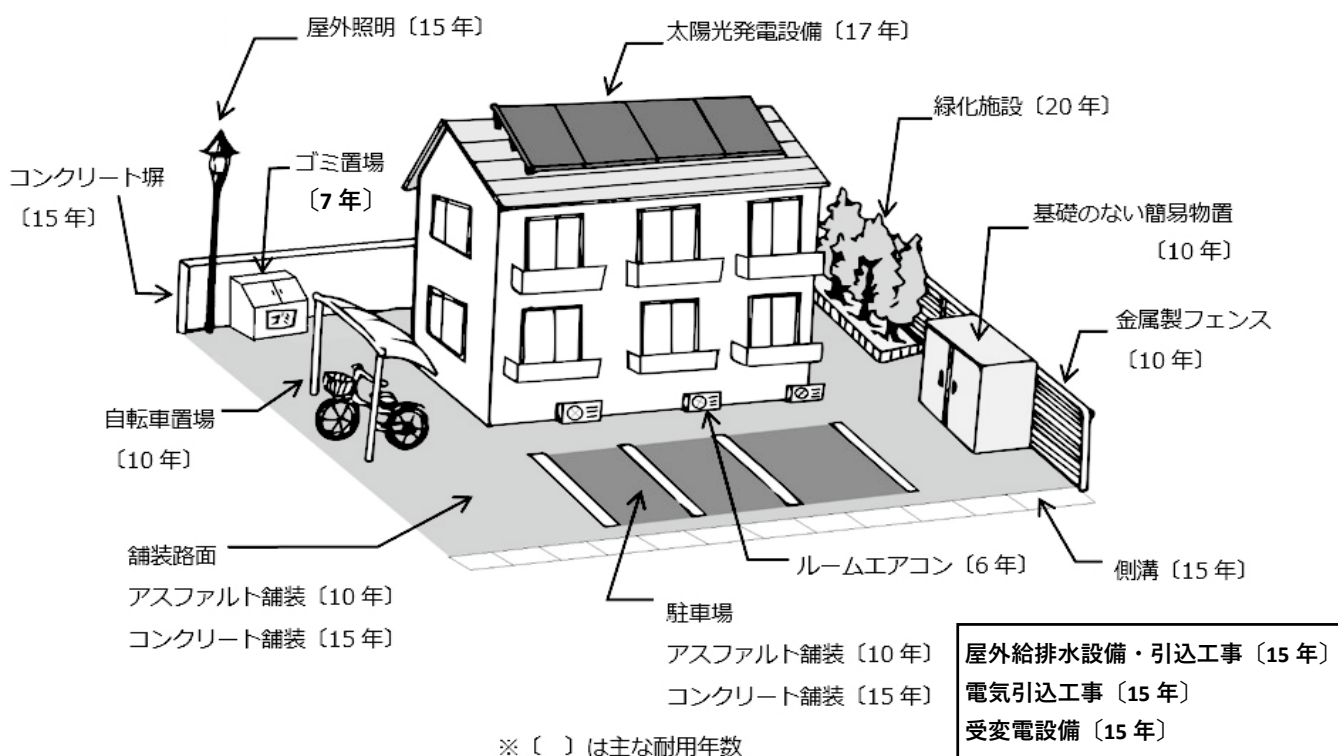 屋外照明〔15 年〕
太陽光発電設備〔17 年〕
緑化施設〔20 年〕
コンクリート塀
〔15 年〕
ゴミ置場
〔7 年〕
基礎のない簡易物置
〔10 年〕
金属製フェンス
〔10 年〕
ゴミ
自転車置場
〔10 年〕
舗装路面
アスファルト舗装〔10 年〕
コンクリート舗装〔15 年〕
ルームエアコン〔6 年〕
側溝〔15 年〕
駐車場
アスファルト舗装〔10 年〕
コンクリート舗装〔15 年〕
屋外給排水設備・引込工事〔15 年〕
電気引込工事〔15 年〕
受変電設備〔15 年〕
※〔　〕は主な耐用年数